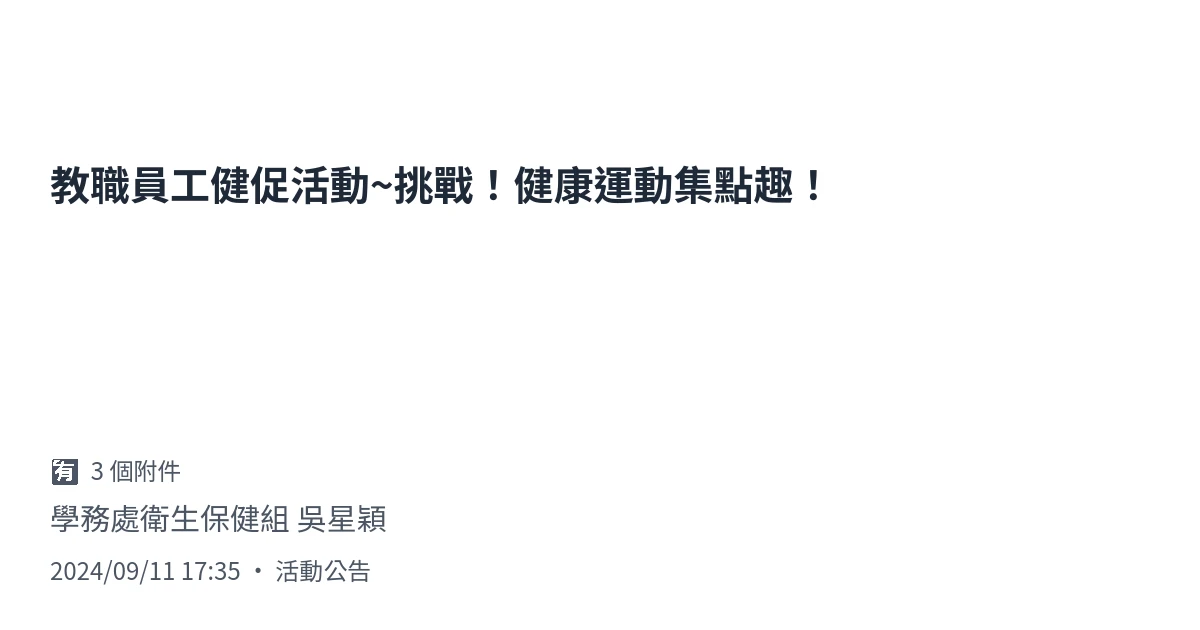 教職員工健促活動~挑戰！健康運動集點趣！
有 3 個附件
學務處衛生保健組 吳星穎
2024/09/11 17:35 • 活動公告